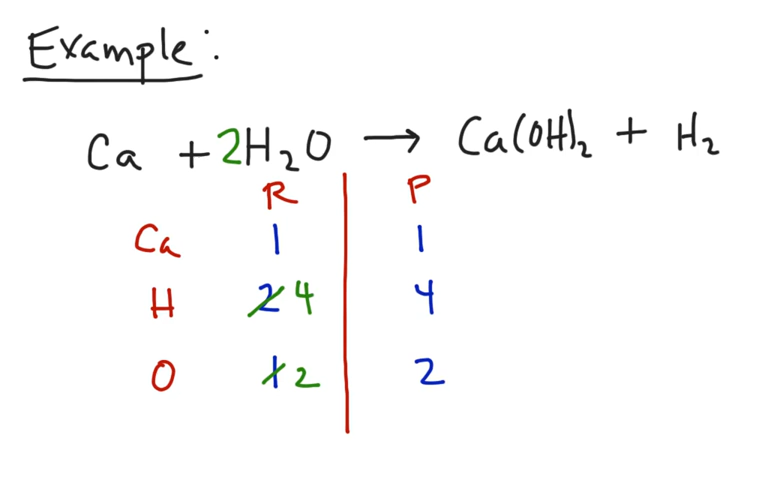 Example:
Ca + 2H₂O → Ca(OH)₂ + H₂
R P
Ca 1 1
H 2 4 4
O 1 2 2